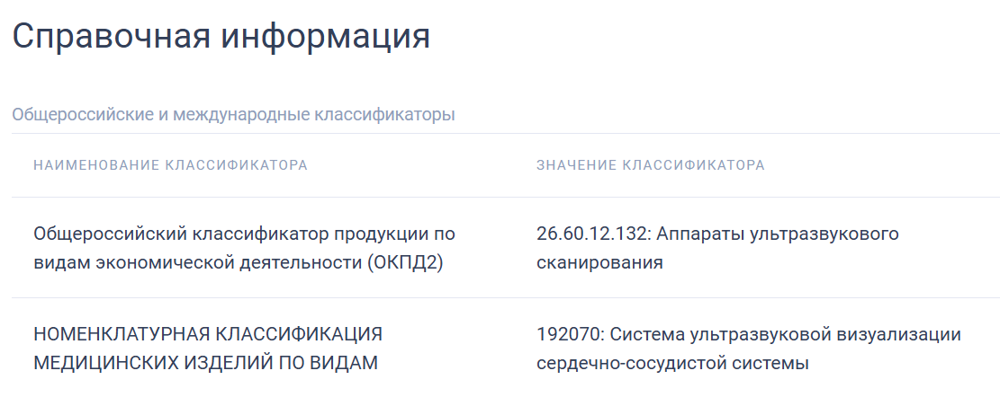 Справочная информация
Общероссийские и международные классификаторы
НАИМЕНОВАНИЕ КЛАССИФИКАТОРА
ЗНАЧЕНИЕ КЛАССИФИКАТОРА
Общероссийский классификатор продукции по
видам экономической деятельности (ОКПД2)
26.60.12.132: Аппараты ультразвукового
сканирования
НОМЕНКЛАТУРНАЯ КЛАССИФИКАЦИЯ
МЕДИЦИНСКИХ ИЗДЕЛИЙ ПО ВИДАМ
192070: Система ультразвуковой визуализации
сердечно-сосудистой системы